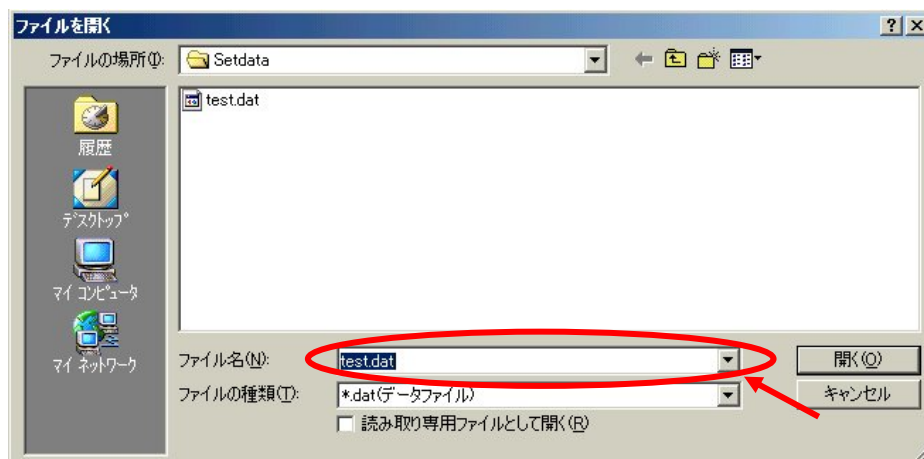 ファイルを開く
ファイルの場所(I):
Setdata
test.dat
履歴
デスクトップ
マイ コンピュータ
マイ ネットワーク
ファイル名(N):
test.dat
開く(O)
ファイルの種類(T):
*.dat(データファイル)
キャンセル
読み取り専用ファイルとして開く(R)